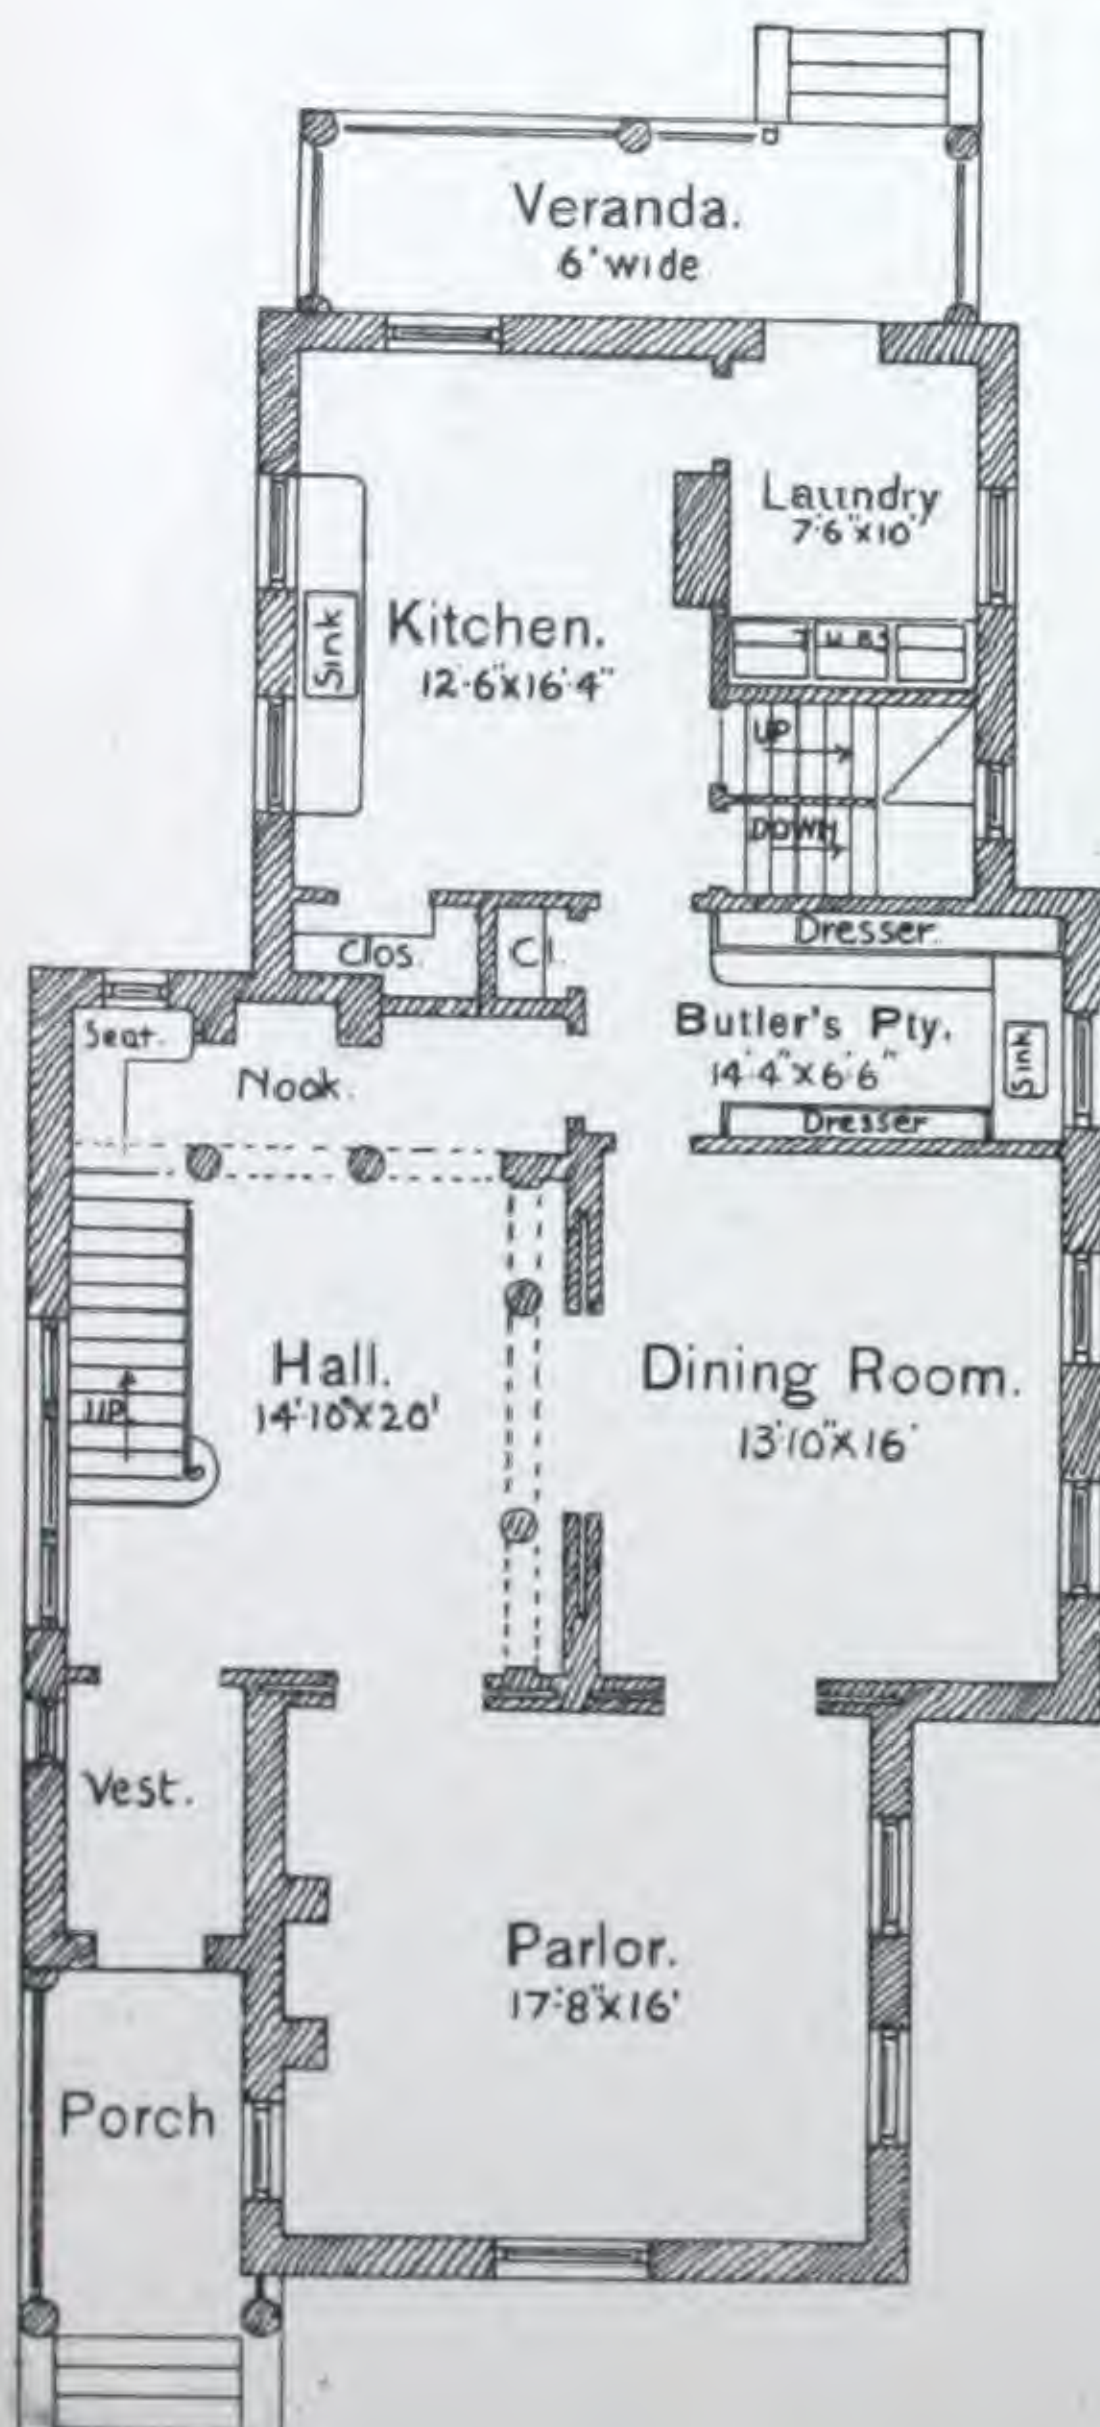 Veranda.
6' wide
Laundry
7'6"x10'
TUBS
Kitchen.
12'-6"x16'-4"
Sink
UP
DOWN
Dresser.
Clos.
Cl.
Butler's Pty.
14'4"x6'6"
Sink
Dresser
Seat.
Nook.
Hall.
14'-10"x20'
UP
Dining Room.
13'10"x16'
Vest.
Parlor.
17'-8"x16'
Porch